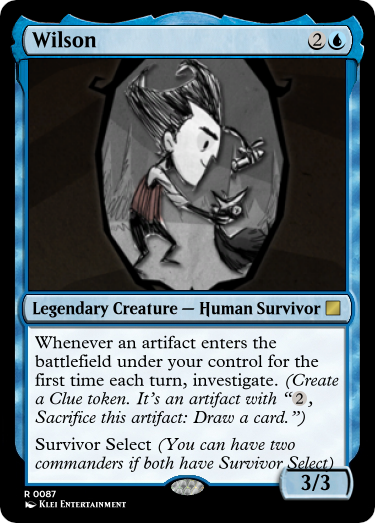 Wilson 2
Legendary Creature — Human Survivor
Whenever an artifact enters the
battlefield under your control for the
first time each turn, investigate. (Create
a Clue token. It's an artifact with “2,
Sacrifice this artifact: Draw a card.”)
Survivor Select (You can have two
commanders if both have Survivor Select)
3/3
R 0087
Klei Entertainment